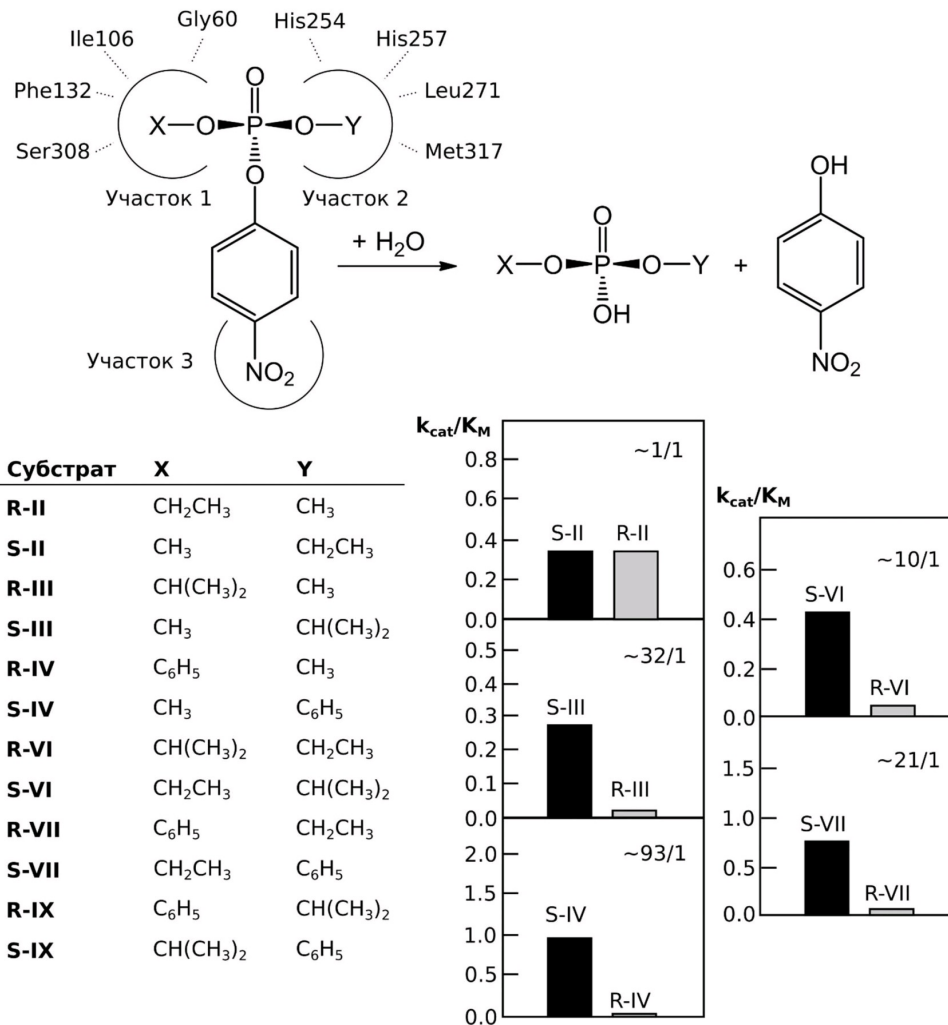 Gly60
His254
Ile106
His257
Phe132
Leu271
Ser308
Met317
O
X—O P O—Y
O
Участок 1
Участок 2
+ H₂O
NO₂
Участок 3
O
X—O P O—Y
OH
+
OH
NO₂
Субстрат X Y
R-II CH₂CH₃ CH₃
S-II CH₃ CH₂CH₃
R-III CH(CH₃)₂ CH₃
S-III CH₃ CH(CH₃)₂
R-IV C₆H₅ CH₃
S-IV CH₃ C₆H₅
R-VI CH(CH₃)₂ CH₂CH₃
S-VI CH₂CH₃ CH(CH₃)₂
R-VII C₆H₅ CH₂CH₃
S-VII CH₂CH₃ C₆H₅
R-IX C₆H₅ CH(CH₃)₂
S-IX CH(CH₃)₂ C₆H₅
k_cat/K_M
~1/1
0.8
0.6
0.4
0.2
0.0
S-II R-II
~32/1
0.5
0.4
0.3
0.2
0.1
0.0
S-III
R-III
~93/1
2.0
1.5
1.0
0.5
0.0
S-IV
R-IV
k_cat/K_M
~10/1
0.6
0.4
0.2
0.0
S-VI
R-VI
~21/1
1.5
1.0
0.5
0.0
S-VII
R-VII